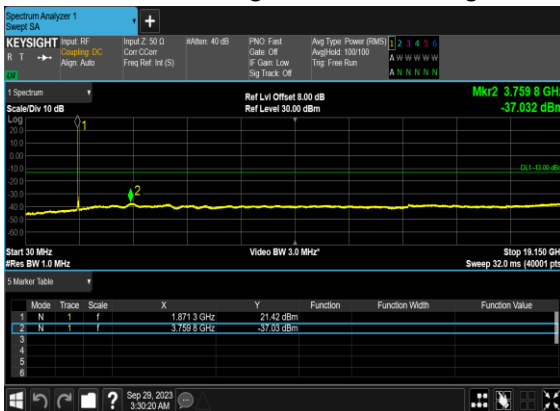 Spectrum Analyzer 1
Swept SA
KEYSIGHT Input: RF Input Z: 50 Ω #Atten: 40 dB PNO: Fast Avg Type: Power (RMS) 1 2 3 4 5 6
R T Coupling: DC Corr CCorr Gate: Off Avg|Hold: 100/100 A W W W W W
Align: Auto Freq Ref: Int (S) IF Gain: Low Trig: Free Run
Sig Track: Off A N N N N N
1 Spectrum Ref Lvl Offset 8.00 dB Mkr2 3.759 8 GHz
Scale/Div 10 dB Ref Level 30.00 dBm -37.032 dBm
Log
20.0
1
10.0
0.00
-10.0
DL1 -13.00 dBm
-20.0
2
-30.0
-40.0
-50.0
-60.0
Start 30 MHz Video BW 3.0 MHz* Stop 19.150 GH
#Res BW 1.0 MHz Sweep 32.0 ms (40001 pts
5 Marker Table
Mode Trace Scale X Y Function Function Width Function Value
1 N 1 f 1.871 3 GHz 21.42 dBm
2 N 1 f 3.759 8 GHz -37.03 dBm
3
4
5
6
? Sep 29, 2023
3:30:20 AM